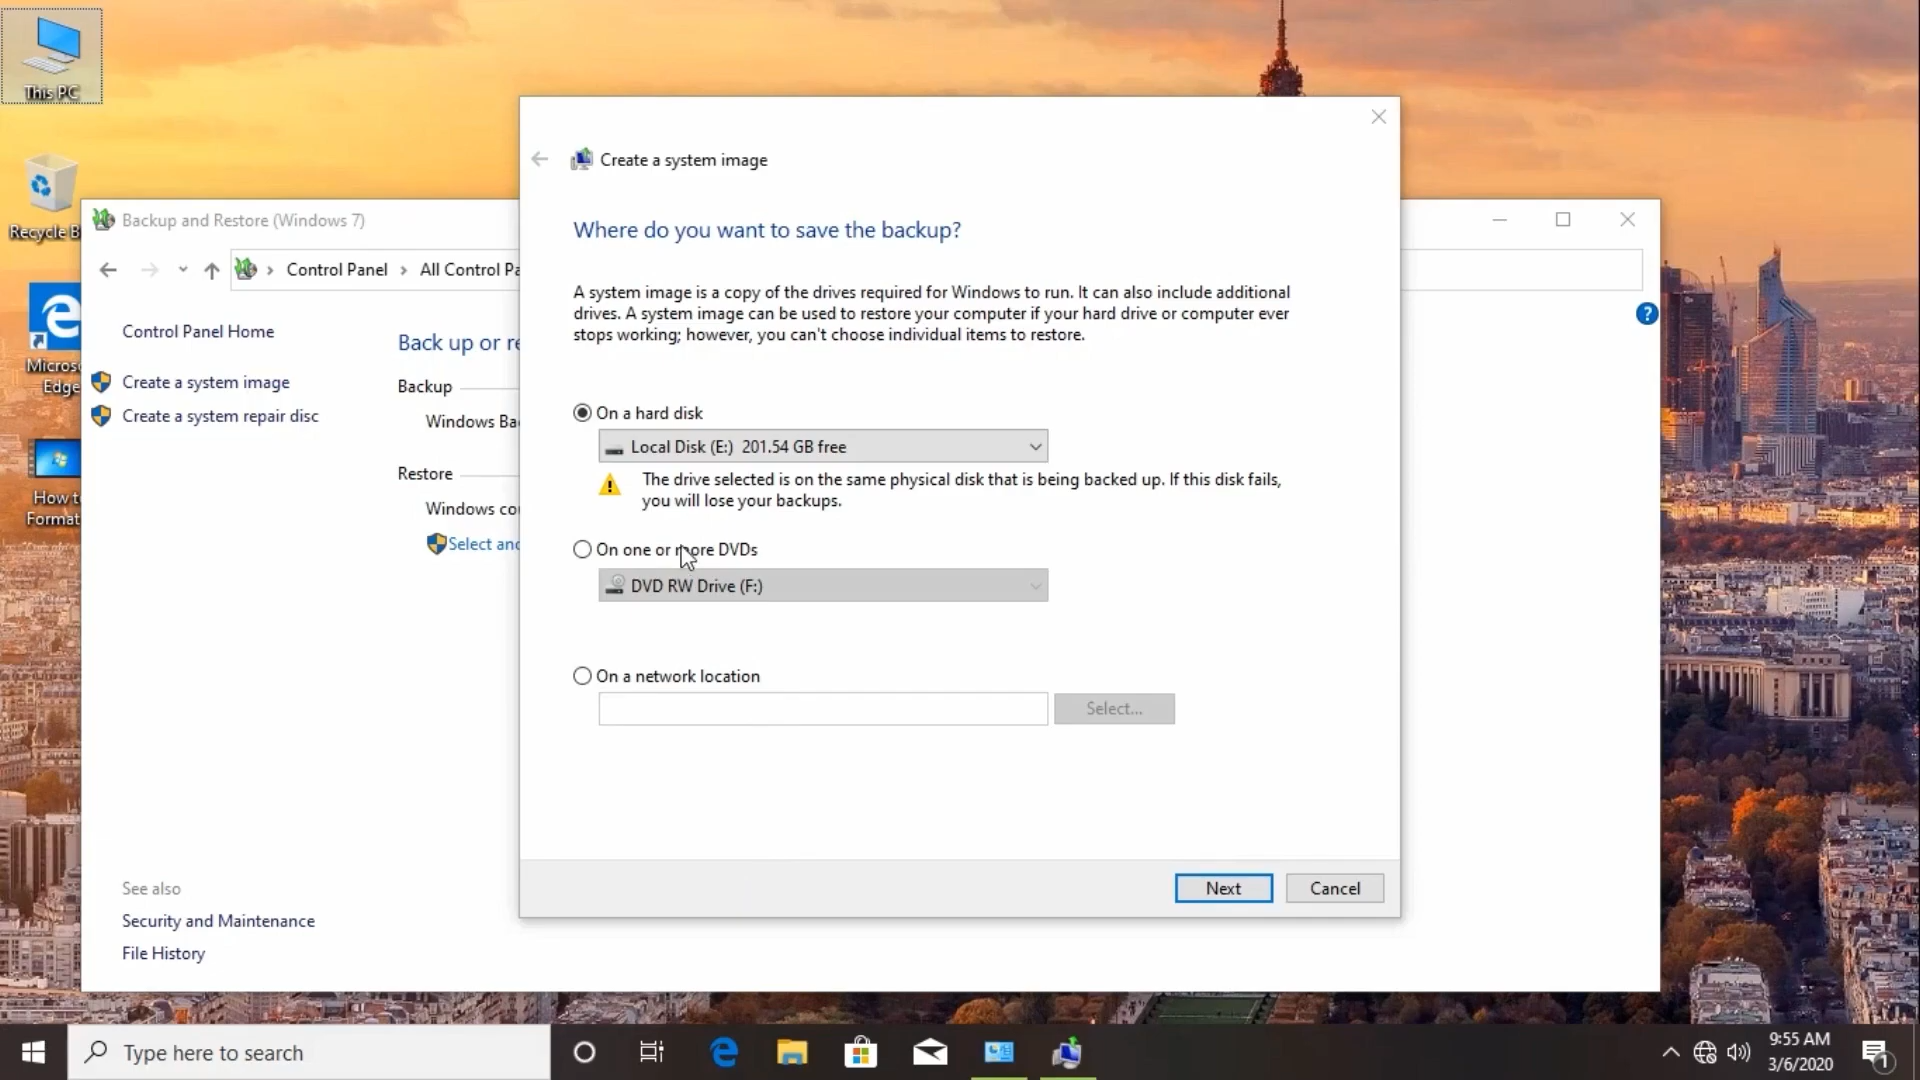 This PC
Recycle B
Microso
Edge
How to
Format
Backup and Restore (Windows 7)
Control Panel
All Control Pa
Control Panel Home
Create a system image
Create a system repair disc
Back up or re
Backup
Windows Ba
Restore
Windows co
Select and
See also
Security and Maintenance
File History
Create a system image
Where do you want to save the backup?
A system image is a copy of the drives required for Windows to run. It can also include additional
drives. A system image can be used to restore your computer if your hard drive or computer ever
stops working; however, you can't choose individual items to restore.
On a hard disk
Local Disk (E:) 201.54 GB free
The drive selected is on the same physical disk that is being backed up. If this disk fails,
you will lose your backups.
On one or more DVDs
DVD RW Drive (F:)
On a network location
Select...
Next
Cancel
?
Type here to search
9:55 AM
3/6/2020
1